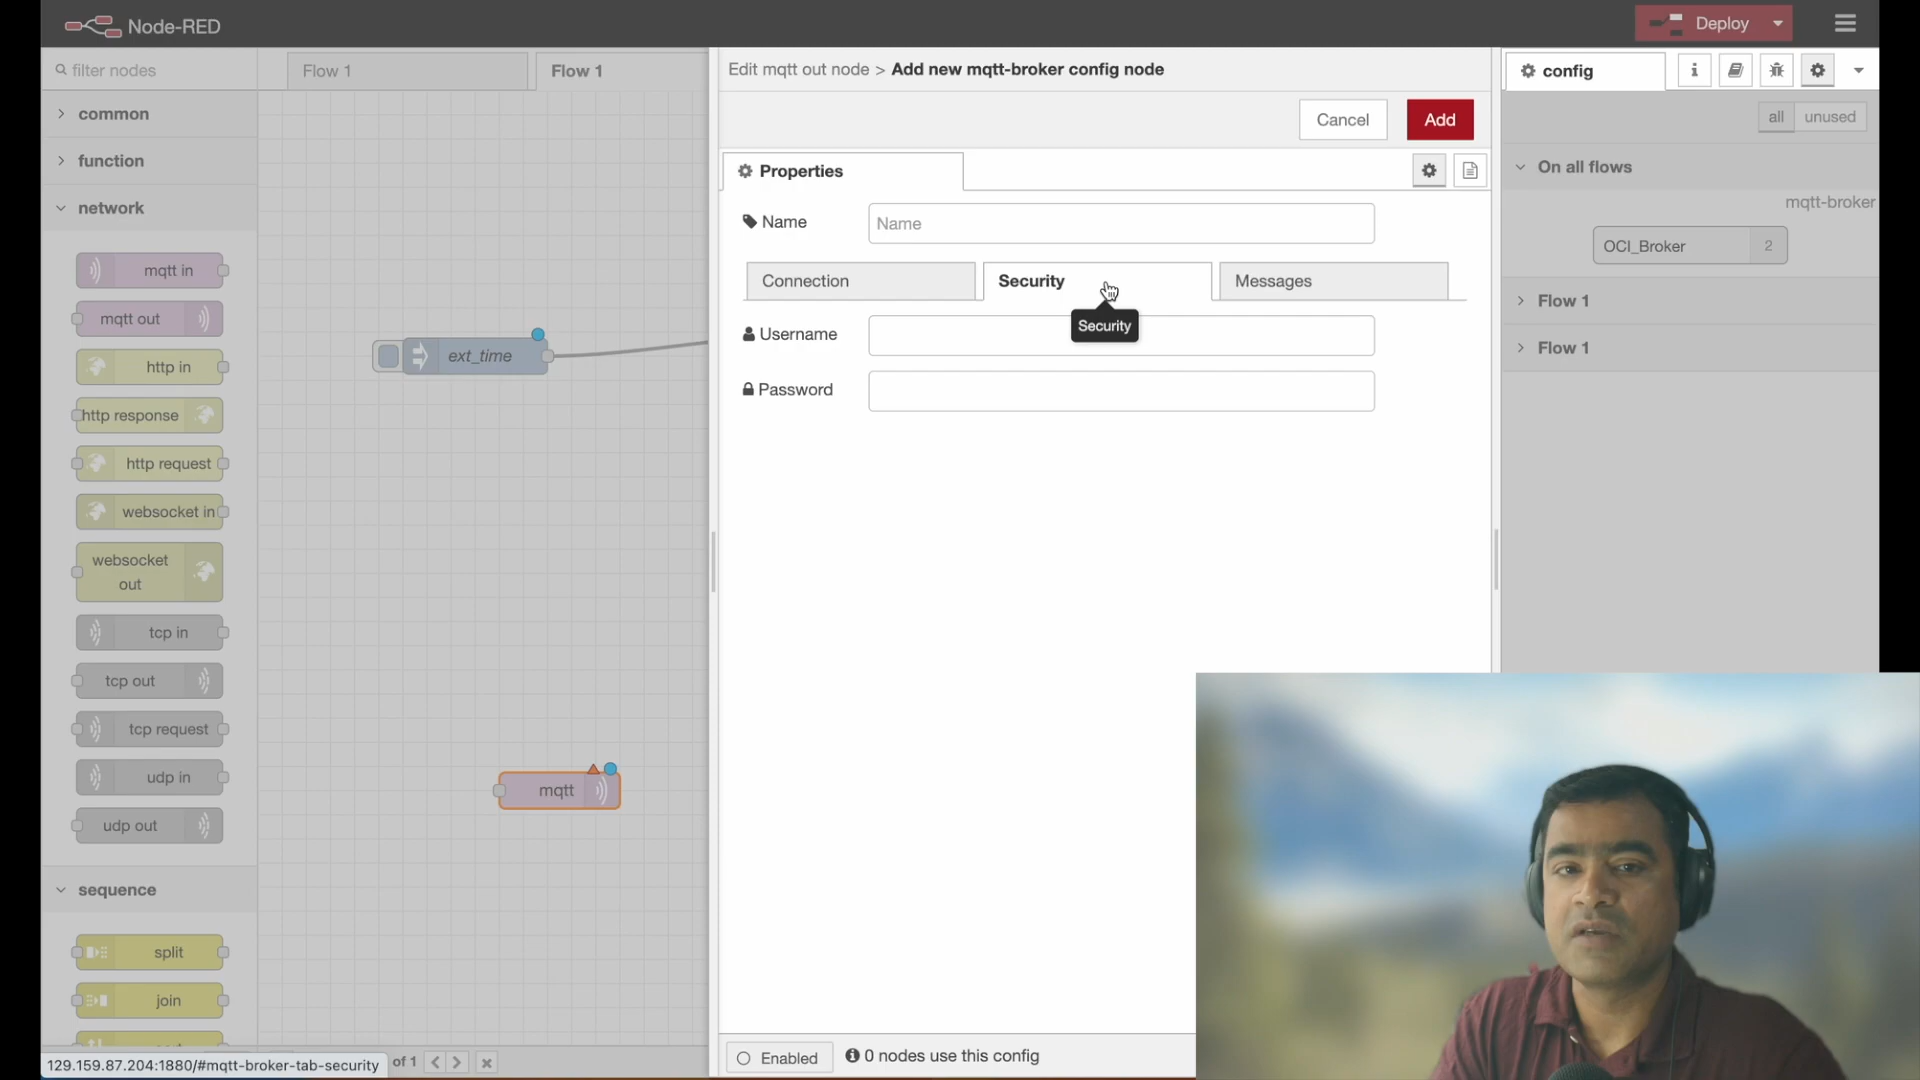 Node-RED
Deploy
filter nodes
Flow 1
Flow 1
Edit mqtt out node > Add new mqtt-broker config node
config
Cancel
Add
all
unused
common
function
network
mqtt in
mqtt out
http in
http response
http request
websocket in
websocket
out
tcp in
tcp out
tcp request
udp in
udp out
sequence
split
join
ext_time
mqtt
Properties
Name
Name
Connection
Security
Messages
Security
Username
Password
On all flows
mqtt-broker
OCI_Broker
2
Flow 1
Flow 1
129.159.87.204:1880/#mqtt-broker-tab-security
of 1
Enabled
0 nodes use this config